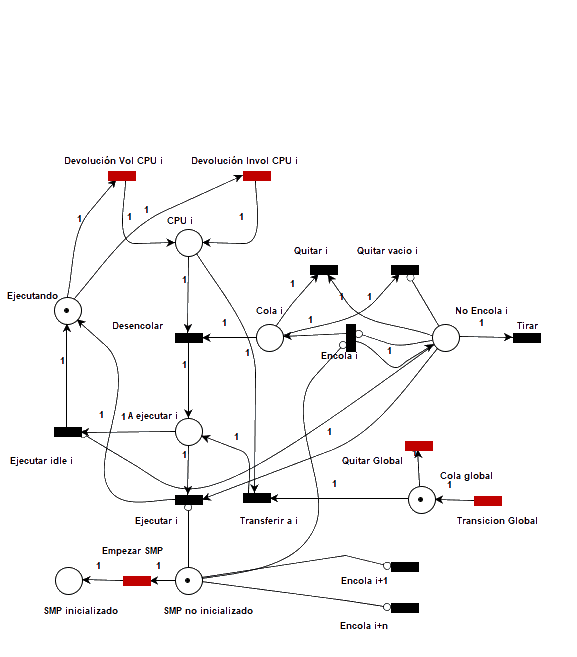 Devolución Vol CPU i
Devolución Invol CPU i
1
1
1
1
CPU i
Quitar i
Quitar vacio i
1
1
Ejecutando
1
1
Cola i
No Encola i
1
1
1
1
Tirar
Desencolar
Encola i
1
1
1
1
1
1
A ejecutar i
1
1
1
Ejecutar idle i
Quitar Global
Cola global
1
1
Ejecutar i
Transferir a i
Transicion Global
Empezar SMP
1
1
Encola i+1
SMP inicializado
SMP no inicializado
Encola i+n